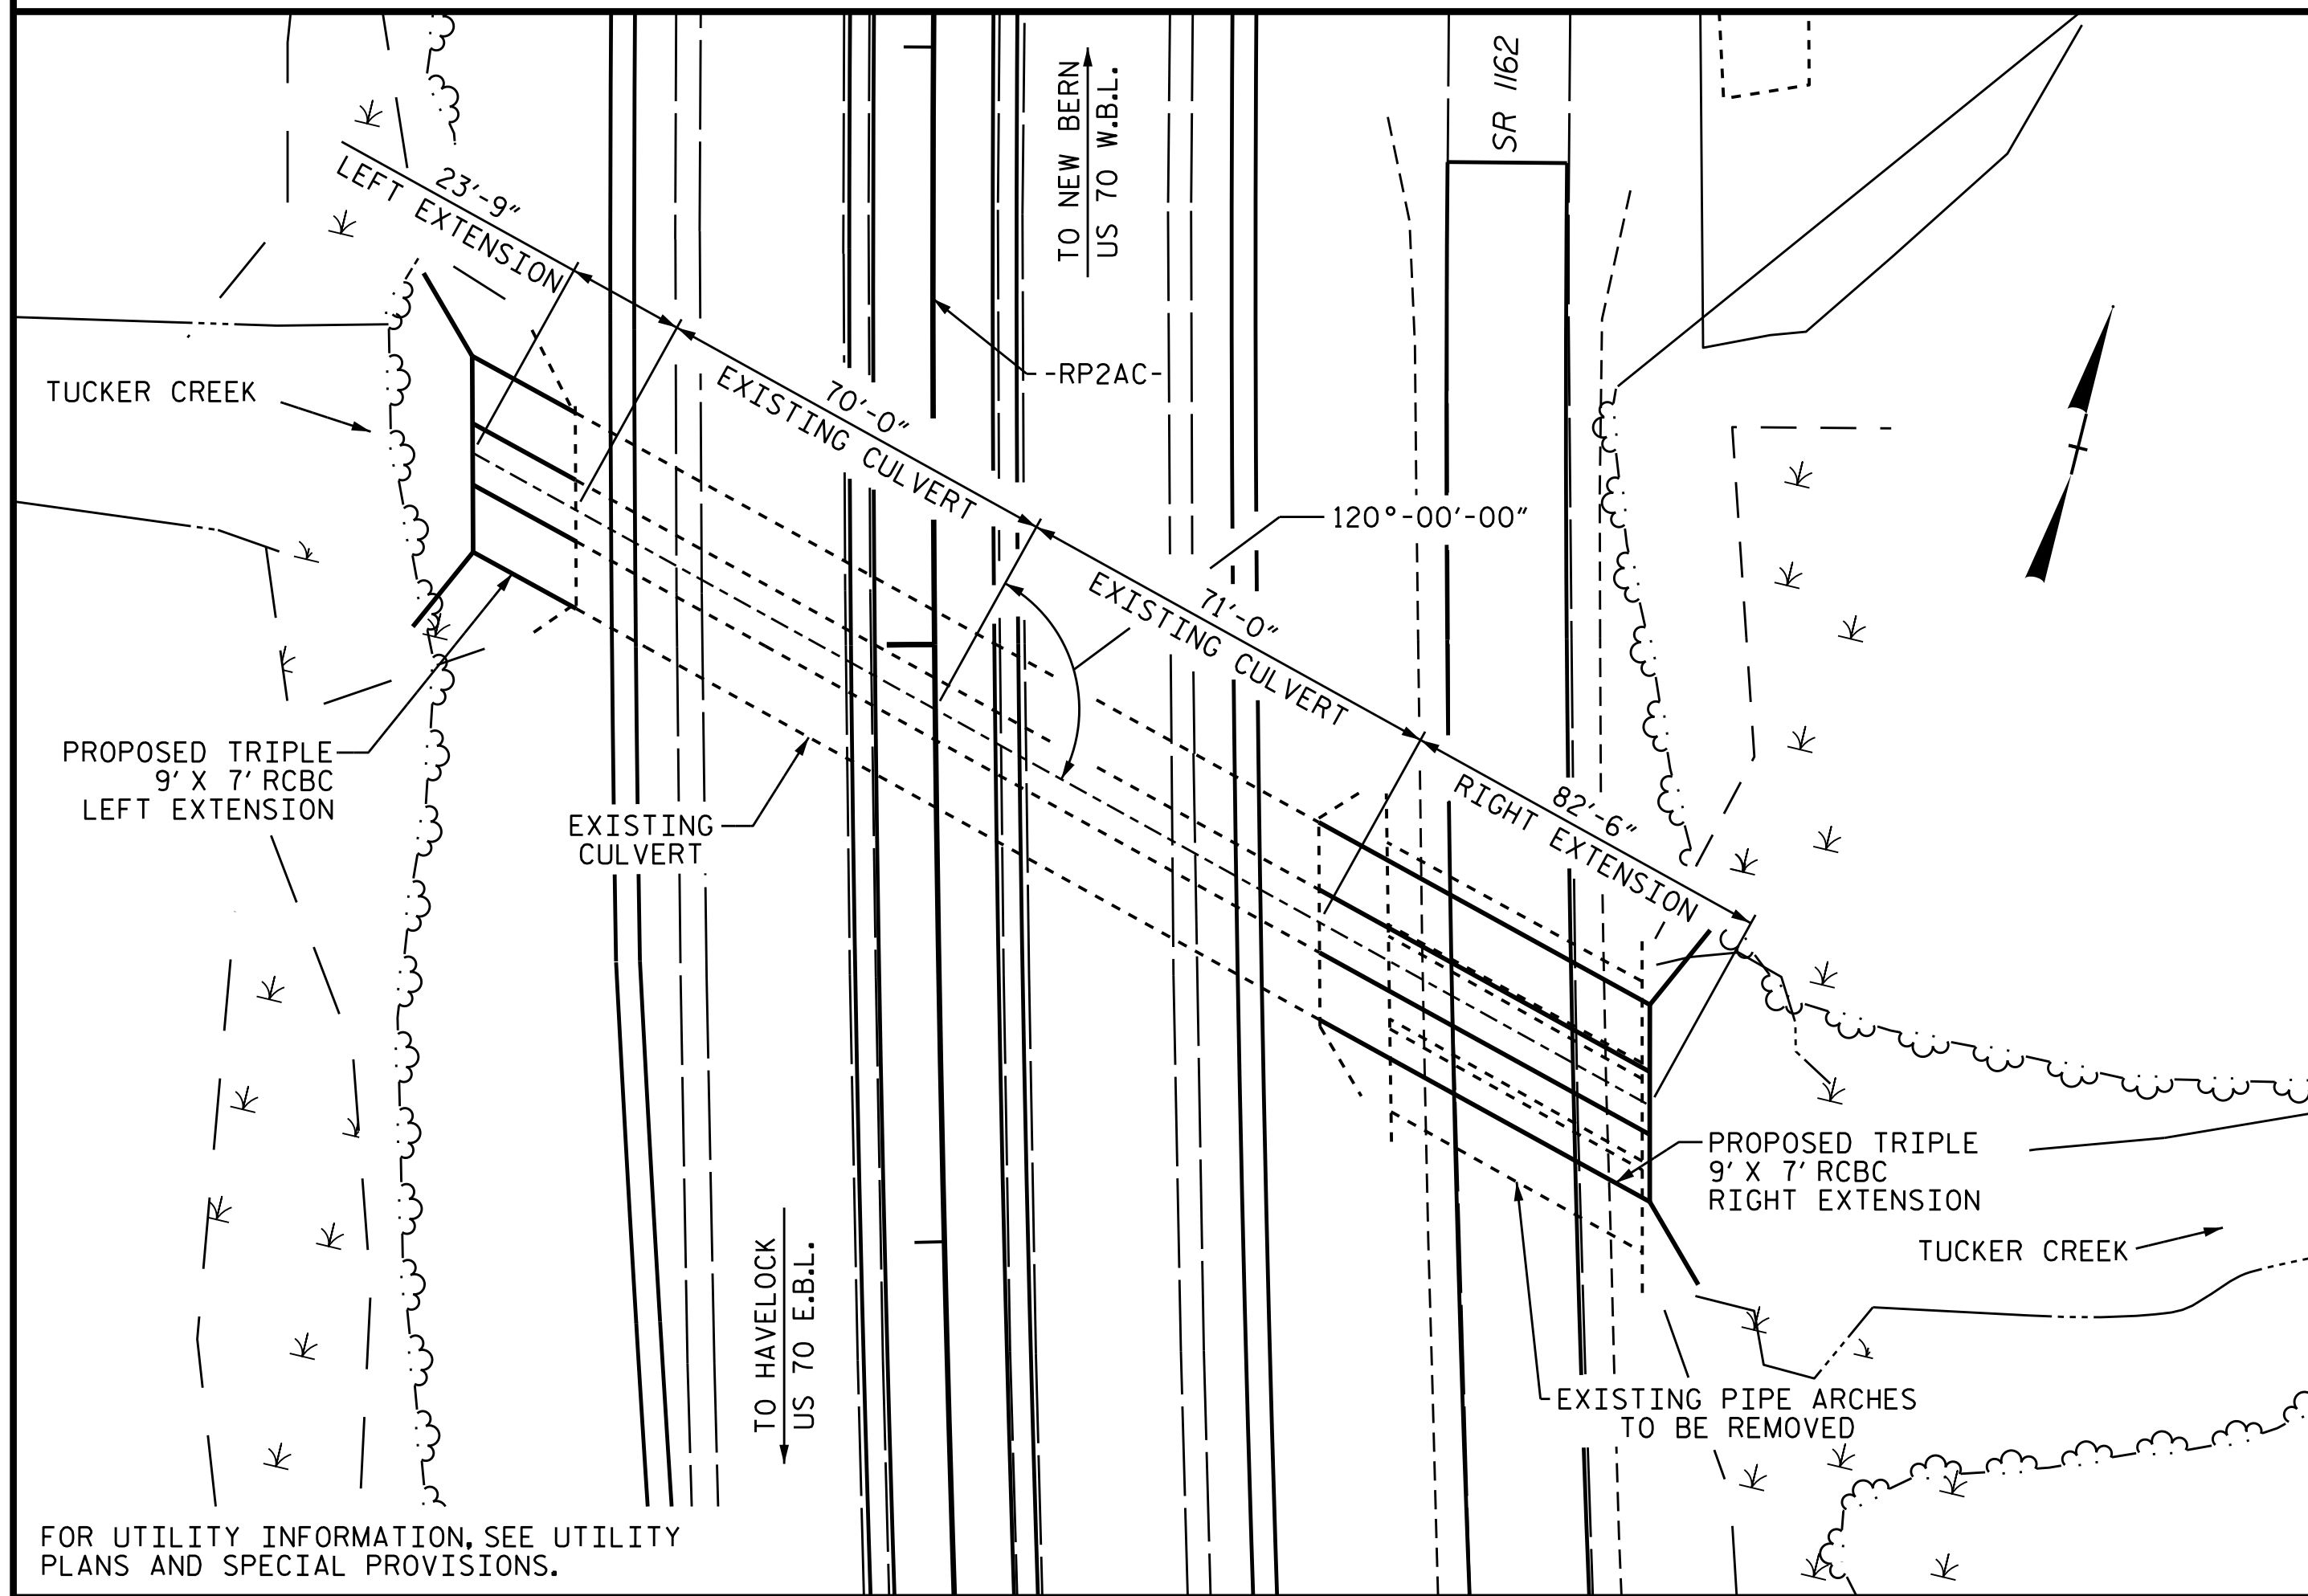 SR 1162
TO NEW BERN
US 70 W.B.L.
23'-9"
LEFT EXTENSION
-RP2AC-
TUCKER CREEK
70'-0"
EXISTING CULVERT
120°-00'-00"
71'-0"
EXISTING CULVERT
PROPOSED TRIPLE
9' X 7' RCBC
LEFT EXTENSION
82'-6"
RIGHT EXTENSION
EXISTING
CULVERT
PROPOSED TRIPLE
9' X 7' RCBC
RIGHT EXTENSION
TUCKER CREEK
TO HAVELOCK
US 70 E.B.L.
EXISTING PIPE ARCHES
TO BE REMOVED
FOR UTILITY INFORMATION, SEE UTILITY
PLANS AND SPECIAL PROVISIONS.